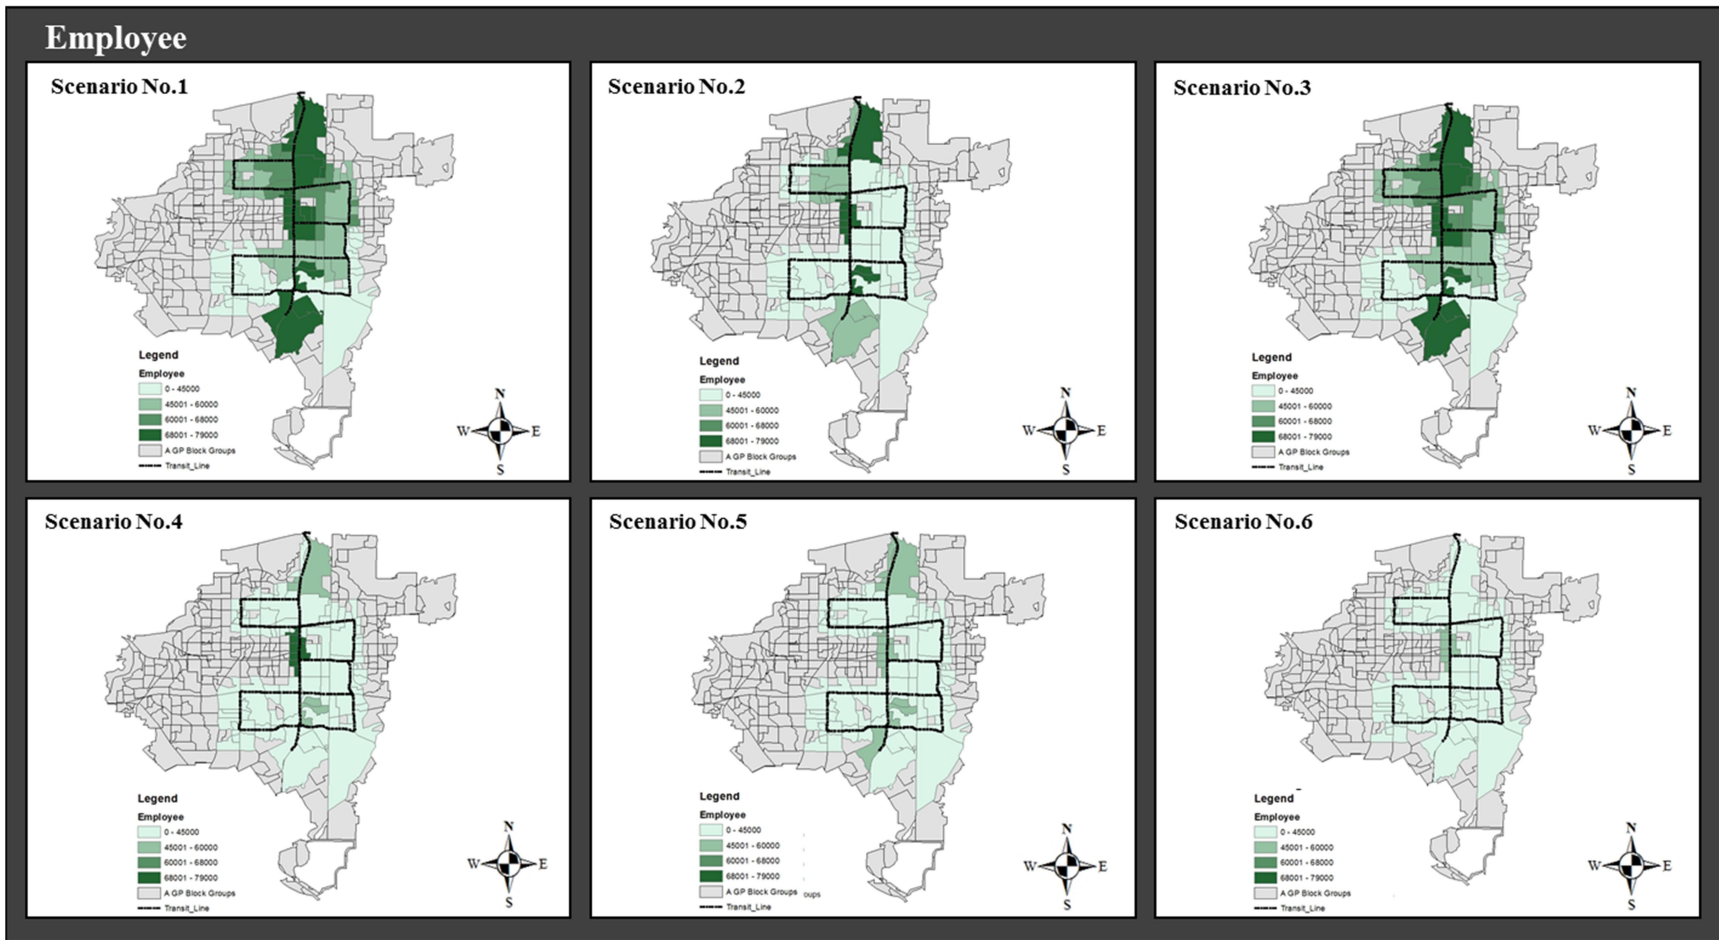 Employee
Scenario No.1
Legend
Employee
0 - 45000
45001 - 60000
60001 - 68000
68001 - 79000
A GP Block Groups
Transit_Line
N
W E
S
Scenario No.2
Legend
Employee
0 - 45000
45001 - 60000
60001 - 68000
68001 - 79000
A GP Block Groups
Transit_Line
N
W E
S
Scenario No.3
Legend
Employee
0 - 45000
45001 - 60000
60001 - 68000
68001 - 79000
A GP Block Groups
Transit_Line
N
W E
S
Scenario No.4
Legend
Employee
0 - 45000
45001 - 60000
60001 - 68000
68001 - 79000
A GP Block Groups
Transit_Line
N
W E
S
Scenario No.5
Legend
Employee
0 - 45000
45001 - 60000
60001 - 68000
68001 - 79000
A GP Block Groups oups
Transit_Line
N
W E
S
Scenario No.6
Legend
Employee
0 - 45000
45001 - 60000
60001 - 68000
68001 - 79000
A GP Block Groups
Transit_Line
N
W E
S